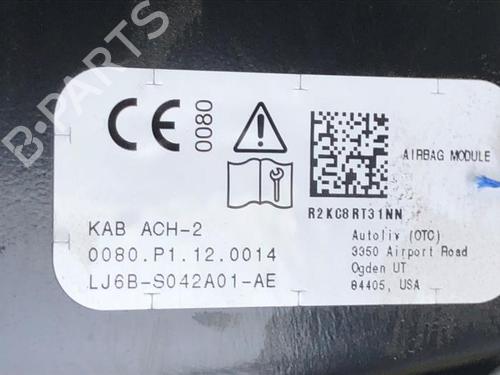 B-PARTS
CE
0080
AIRBAG MODULE
R2KC8RT31NN
KAB ACH-2
0080.P1.12.0014
LJ6B-S042A01-AE
Autoliv (OTC)
3350 Airport Road
Ogden UT
84405, USA